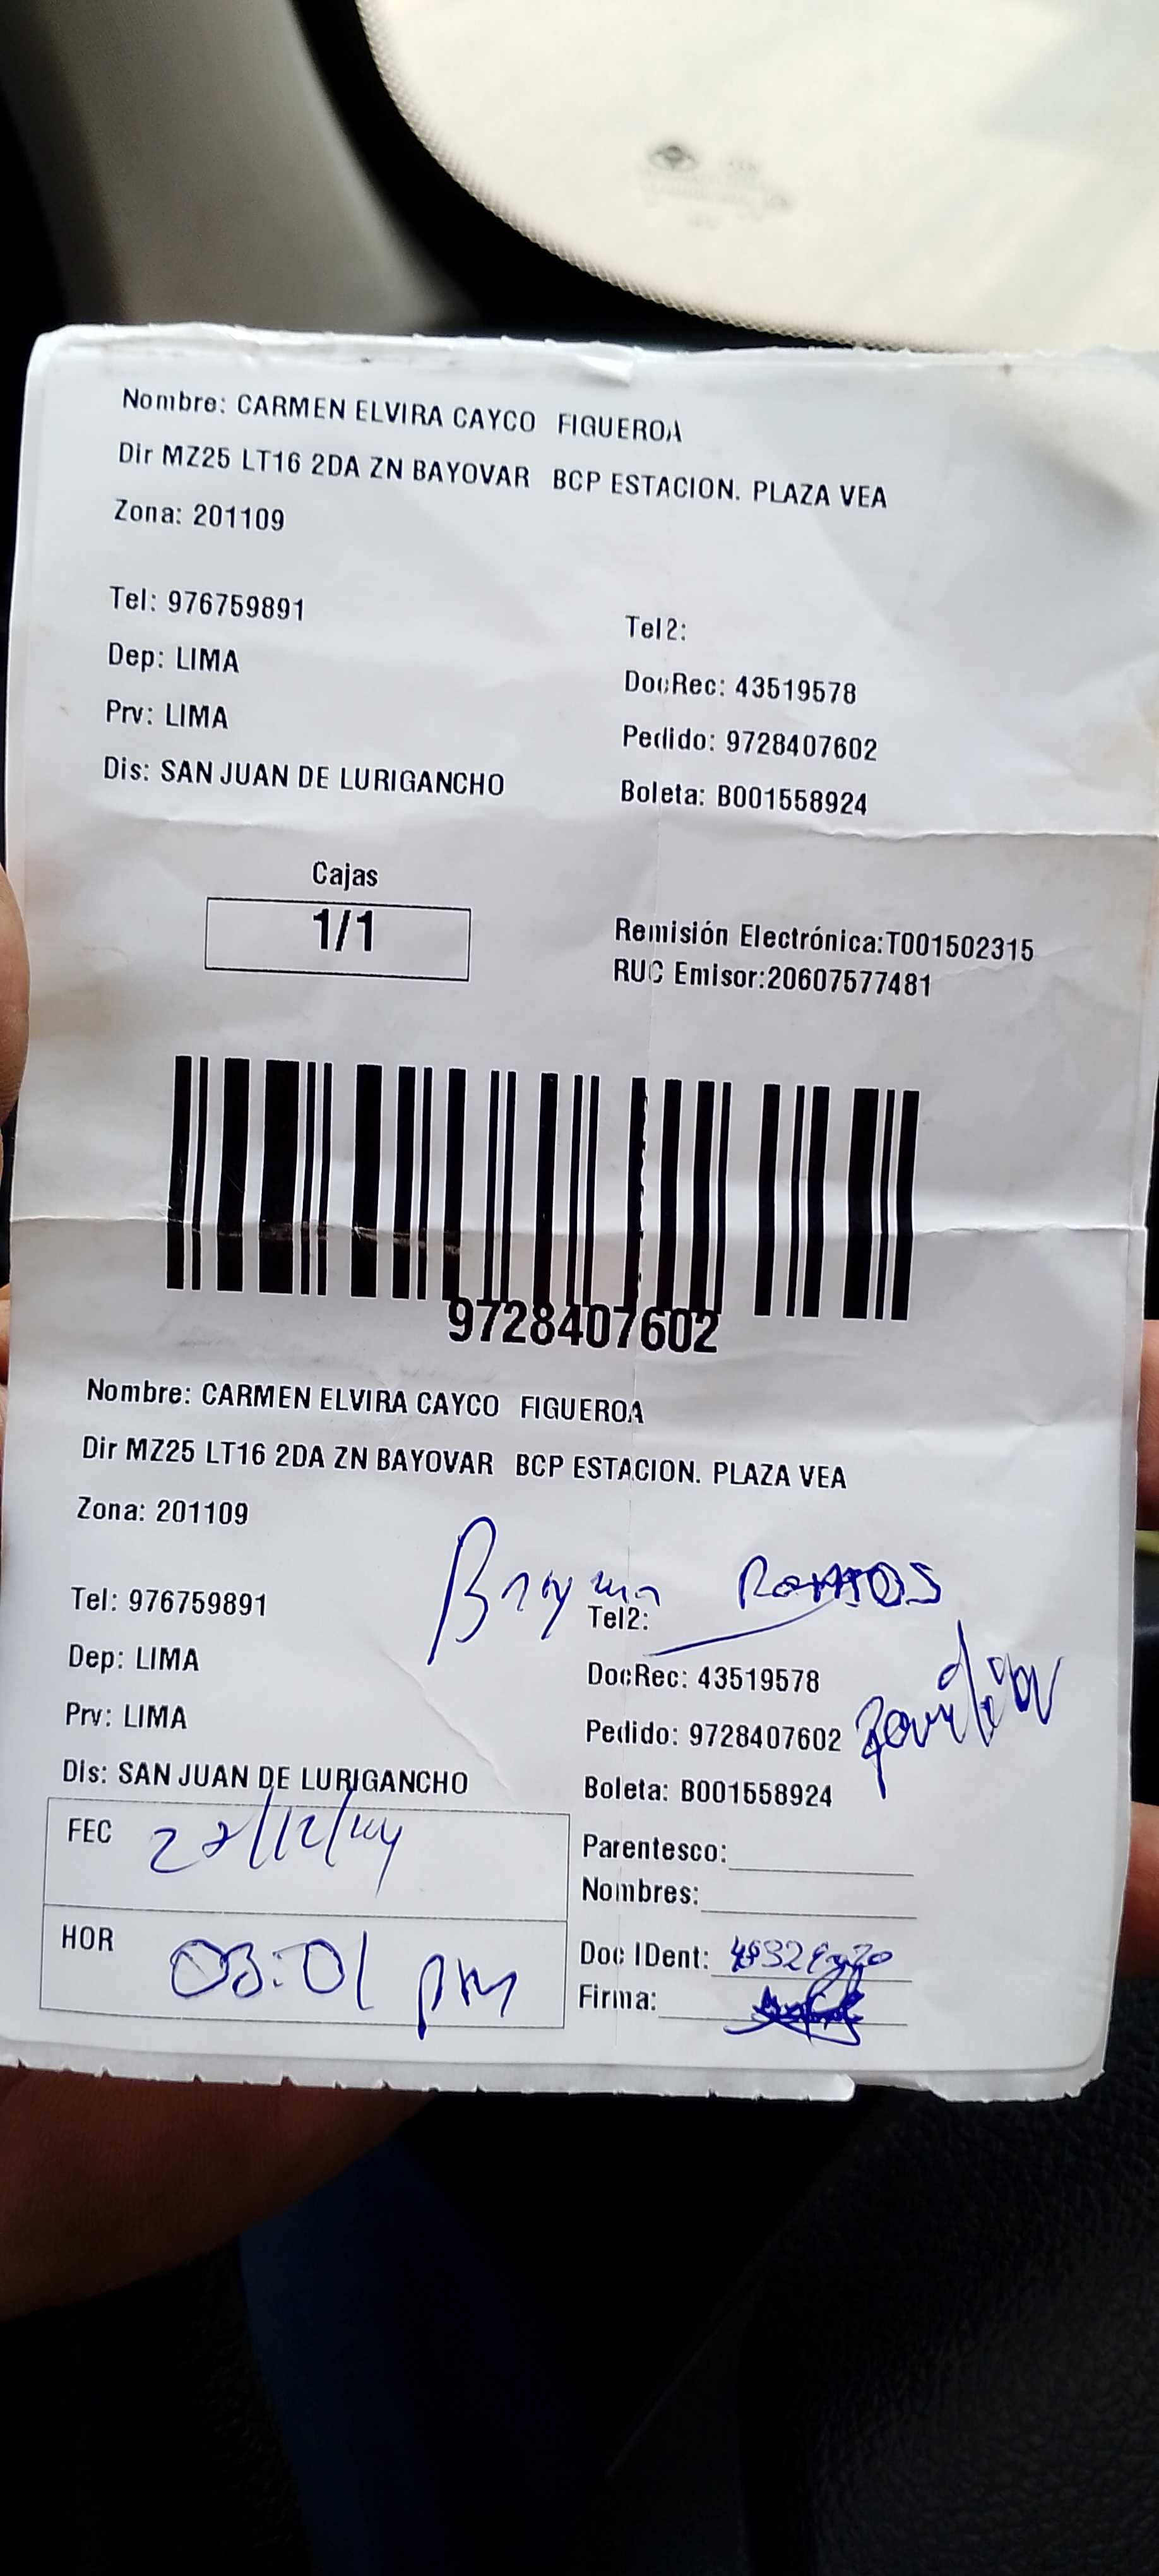 Nombre: CARMEN ELVIRA CAYCO FIGUEROA
Dir MZ25 LT16 2DA ZN BAYOVAR BCP ESTACION. PLAZA VEA
Zona: 201109
Tel: 976759891
Tel2:
Dep: LIMA
DocRec: 43519578
Prv: LIMA
Pedido: 9728407602
Dis: SAN JUAN DE LURIGANCHO
Boleta: B001558924
Cajas
1/1
Remisión Electrónica:T001502315
RUC Emisor:20607577481
9728407602
Nombre: CARMEN ELVIRA CAYCO FIGUEROA
Dir MZ25 LT16 2DA ZN BAYOVAR BCP ESTACION. PLAZA VEA
Zona: 201109
Ramos
Tel: 976759891
Tel2:
Dep: LIMA
DocRec: 43519578
Prv: LIMA
Pedido: 9728407602
Dis: SAN JUAN DE LURIGANCHO
Boleta: B001558924
FEC
Parentesco:
Nombres:
HOR 03:01 pm
Doc IDent:
Firma: